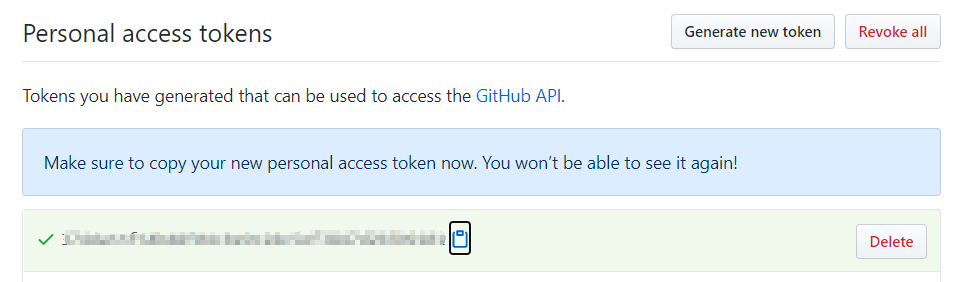 Personal access tokens
Generate new token
Revoke all
Tokens you have generated that can be used to access the GitHub API.
Make sure to copy your new personal access token now. You won’t be able to see it again!
Delete